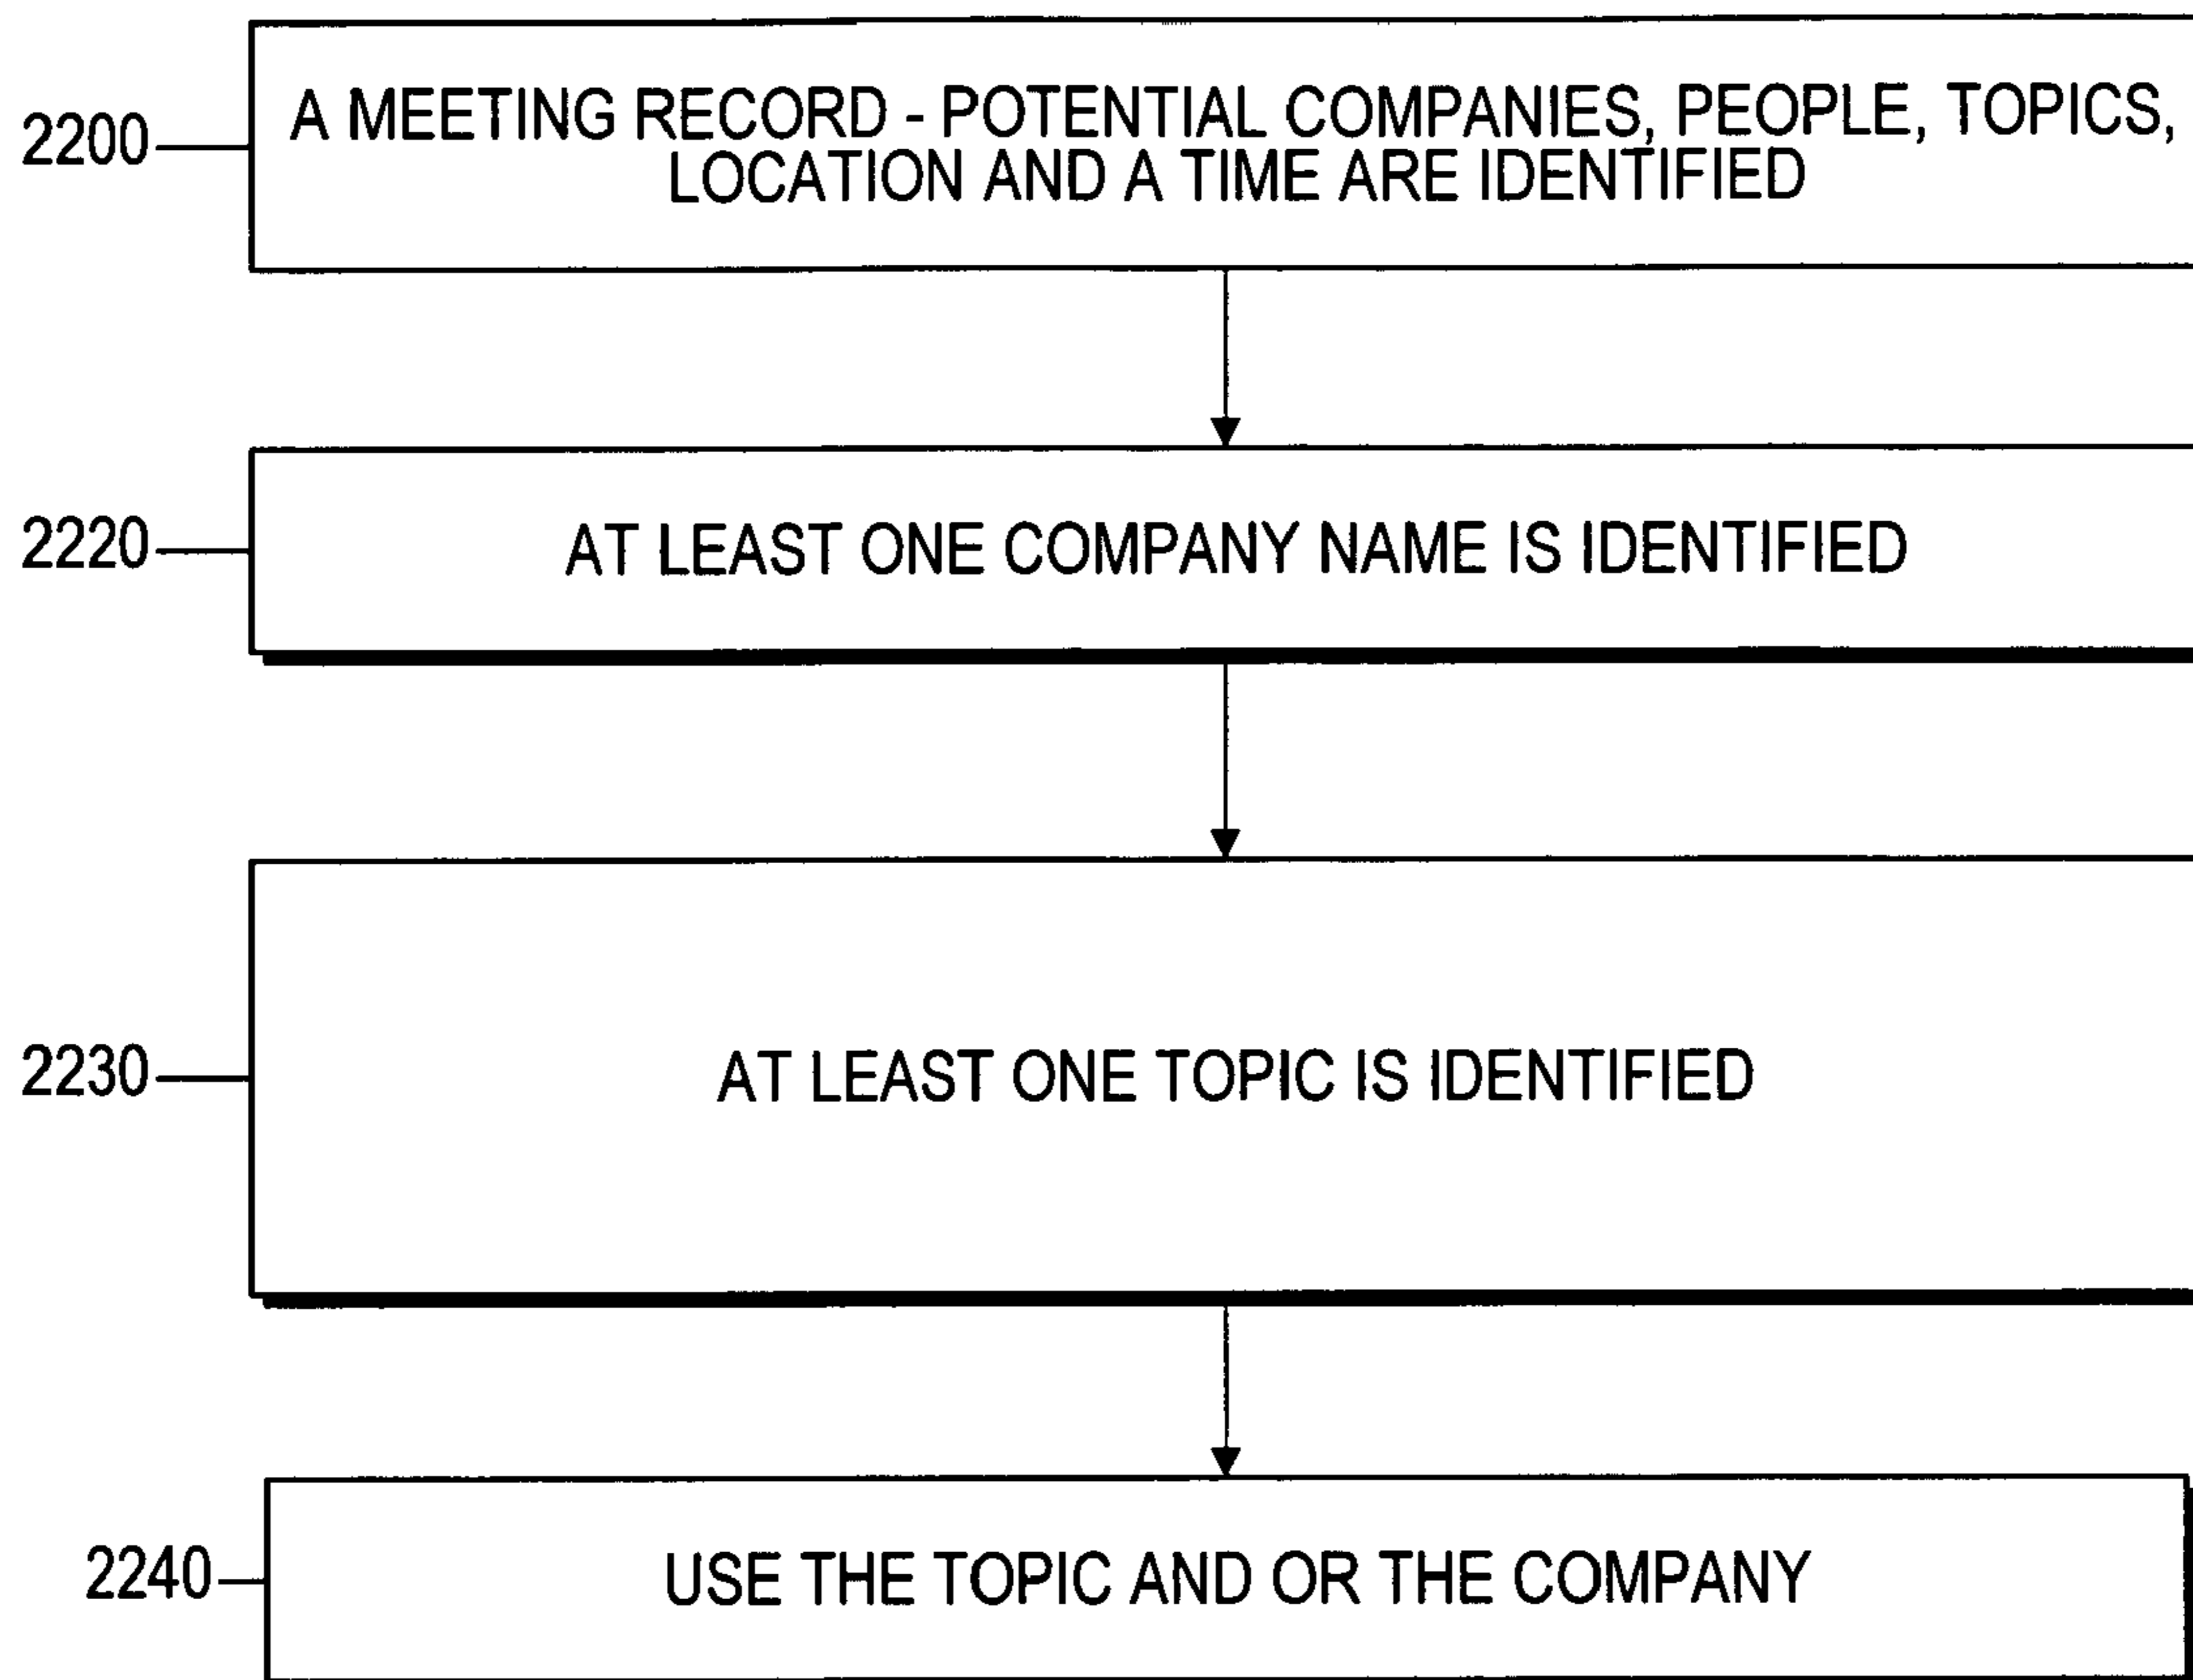 2200
A MEETING RECORD - POTENTIAL COMPANIES, PEOPLE, TOPICS,
LOCATION AND A TIME ARE IDENTIFIED
2220
AT LEAST ONE COMPANY NAME IS IDENTIFIED
2230
AT LEAST ONE TOPIC IS IDENTIFIED
2240
USE THE TOPIC AND OR THE COMPANY